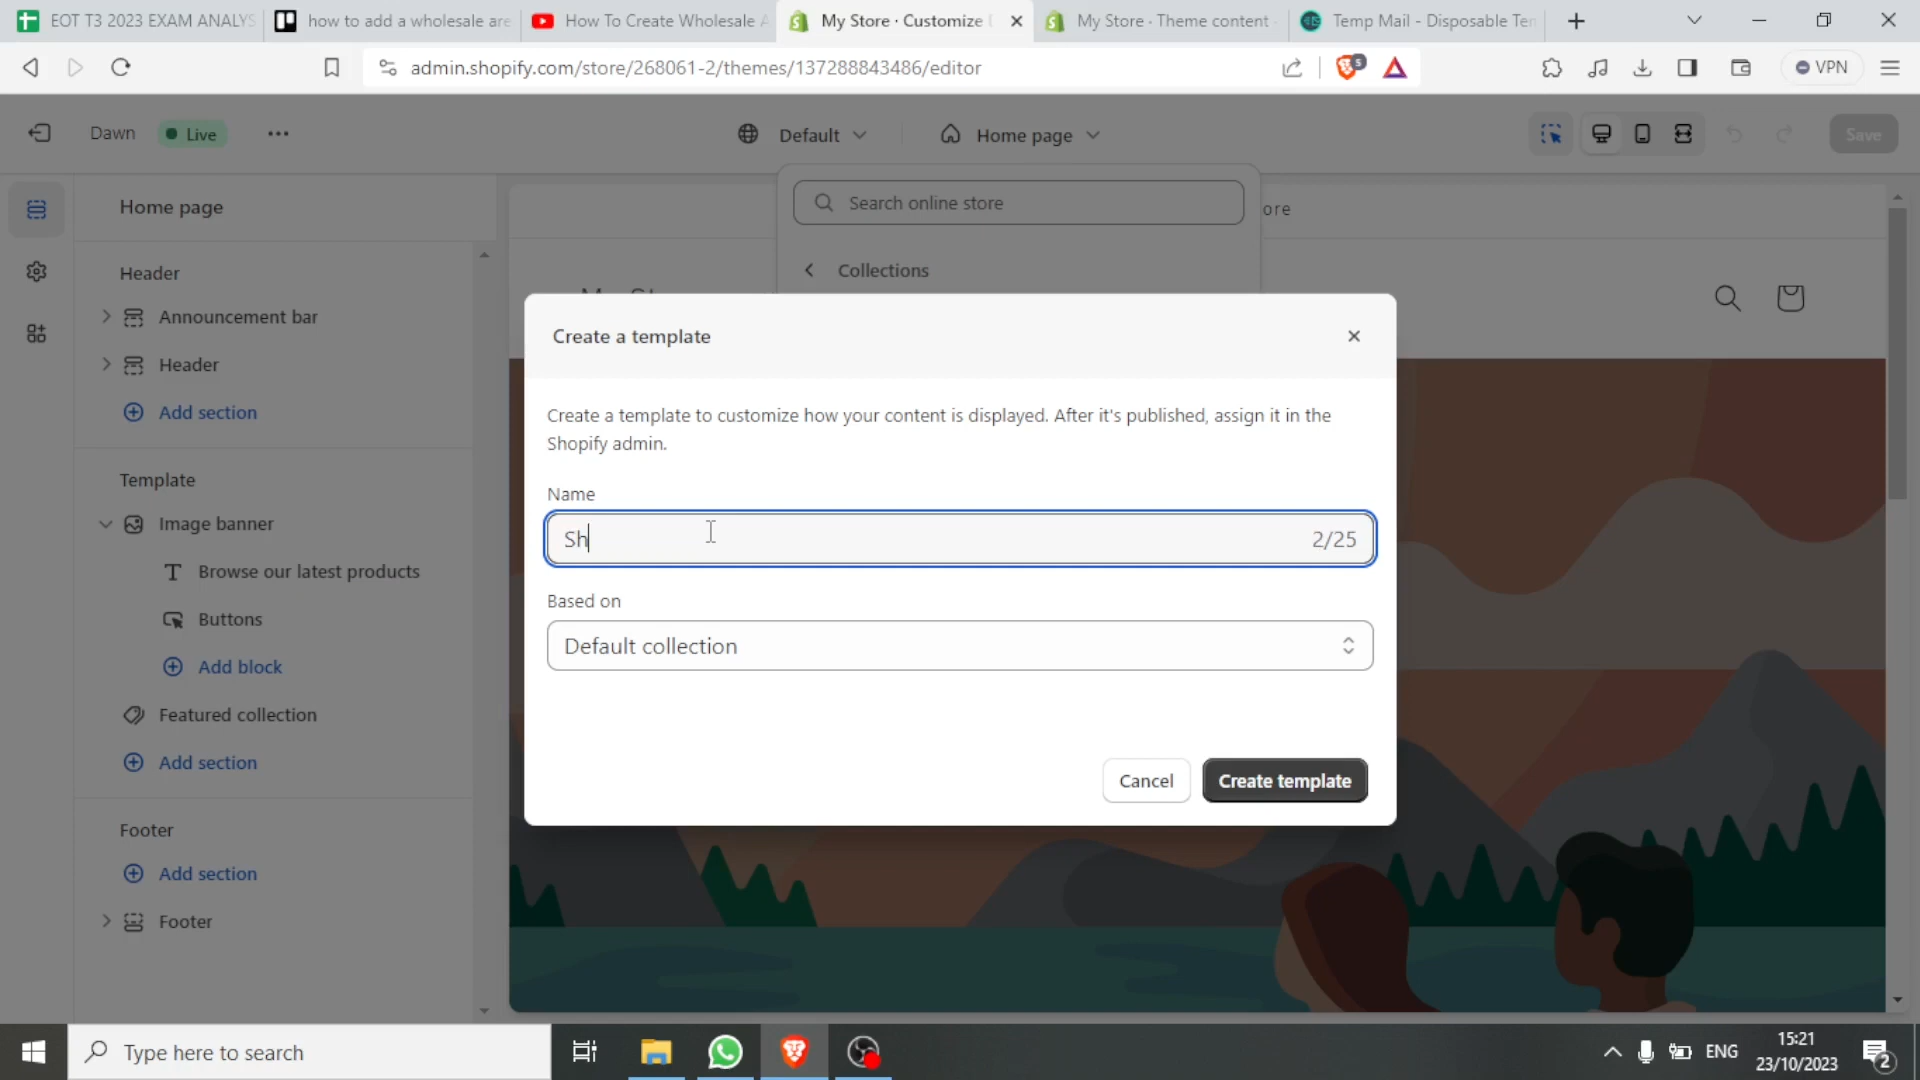 EOT T3 2023 EXAM ANALYS
how to add a wholesale are
How To Create Wholesale A
My Store · Customize D
My Store · Theme content ·
Temp Mail - Disposable Ten
admin.shopify.com/store/268061-2/themes/137288843486/editor
5
VPN
Dawn
Live
Default
Home page
Save
Home page
Search online store
ore
Header
Collections
Announcement bar
Header
Add section
Create a template
Create a template to customize how your content is displayed. After it's published, assign it in the
Shopify admin.
Name
Sh
2/25
Based on
Default collection
Cancel
Create template
Template
Image banner
Browse our latest products
Buttons
Add block
Featured collection
Add section
Footer
Add section
Footer
Type here to search
ENG
15:21
23/10/2023
2